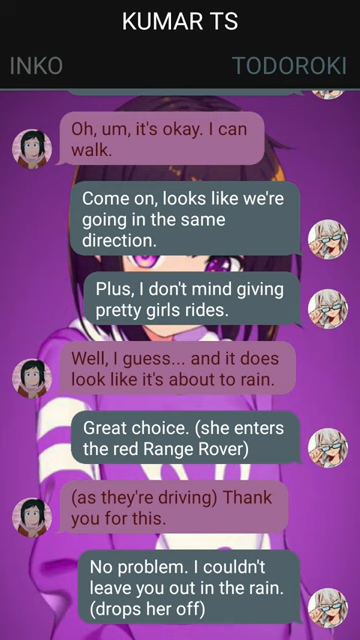 KUMAR TS
INKO
TODOROKI
Oh, um, it's okay. I can
walk.
Come on, looks like we're
going in the same
direction.
Plus, I don't mind giving
pretty girls rides.
Well, I guess... and it does
look like it's about to rain.
Great choice. (she enters
the red Range Rover)
(as they're driving) Thank
you for this.
No problem. I couldn't
leave you out in the rain.
(drops her off)